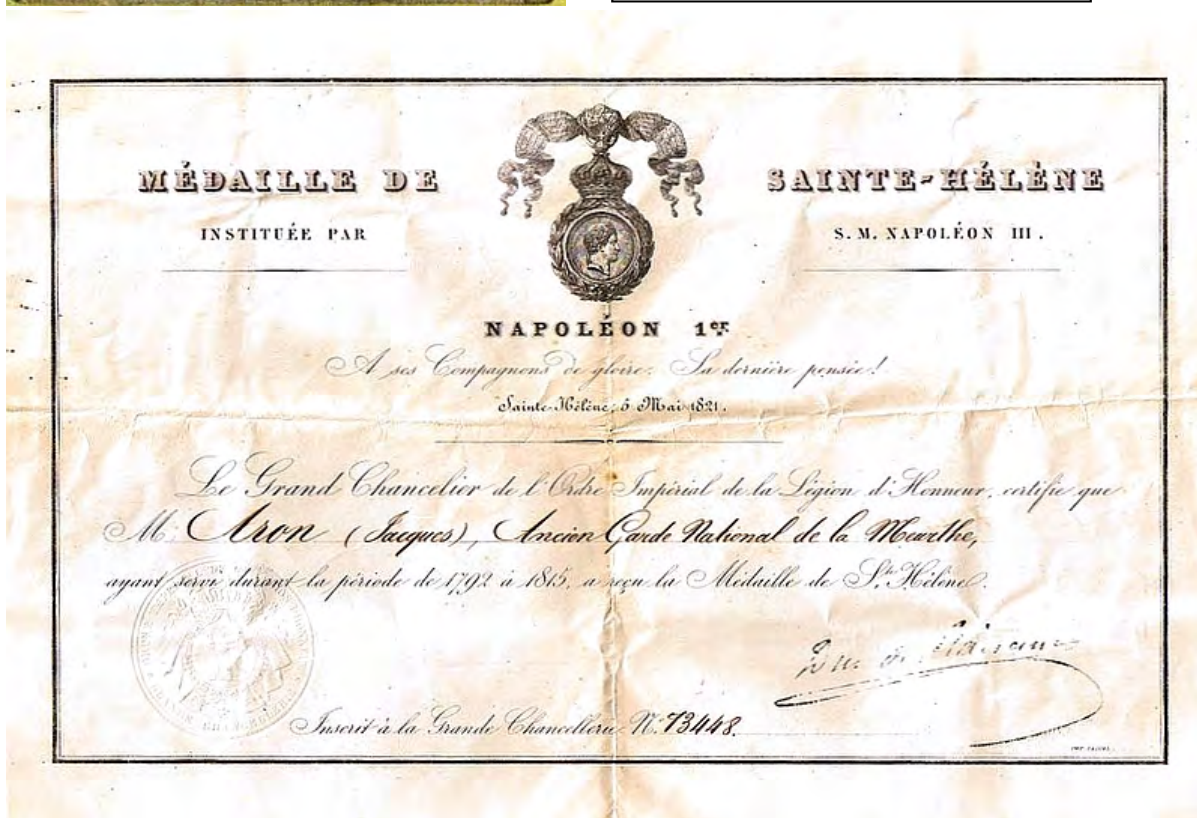 MÉDAILLE DE SAINTE-HÉLÈNE
INSTITUÉE PAR S. M. NAPOLÉON III.
NAPOLÉON 1er
A ses Compagnons de gloire, Sa dernière pensée!
Sainte-Hélène, 5 Mai 1821.
Le Grand Chancelier de l'Ordre Impérial de la Légion d'Honneur, certifie que
M. Aron (Jacques), Ancien Garde National de la Meurthe,
ayant servi durant la période de 1792 à 1815, a reçu la Médaille de Ste Hélène.
Duc de
Inscrit à la Grande Chancellerie N° 73448.